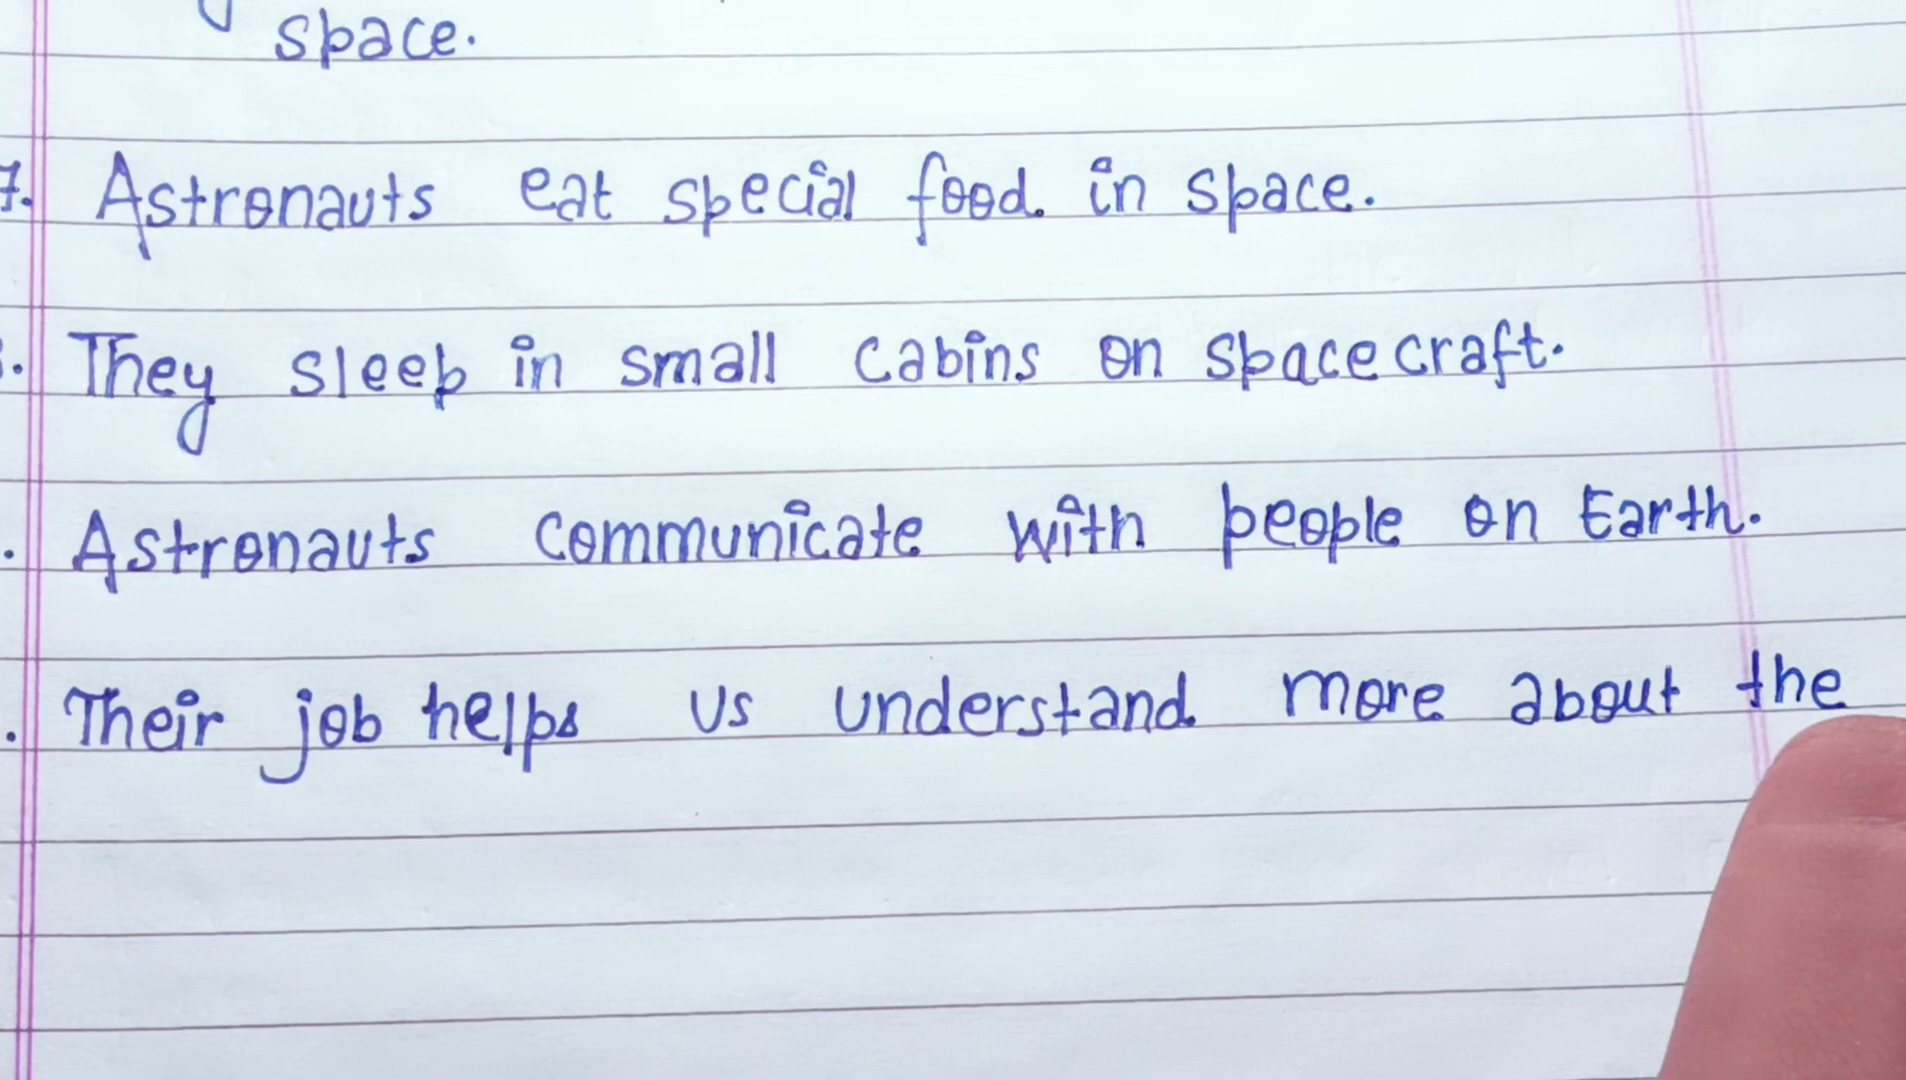 space.
7. Astronauts eat special food in space.
. They sleep in small cabins on spacecraft.
. Astronauts communicate with people on Earth.
. Their job helps us understand more about the